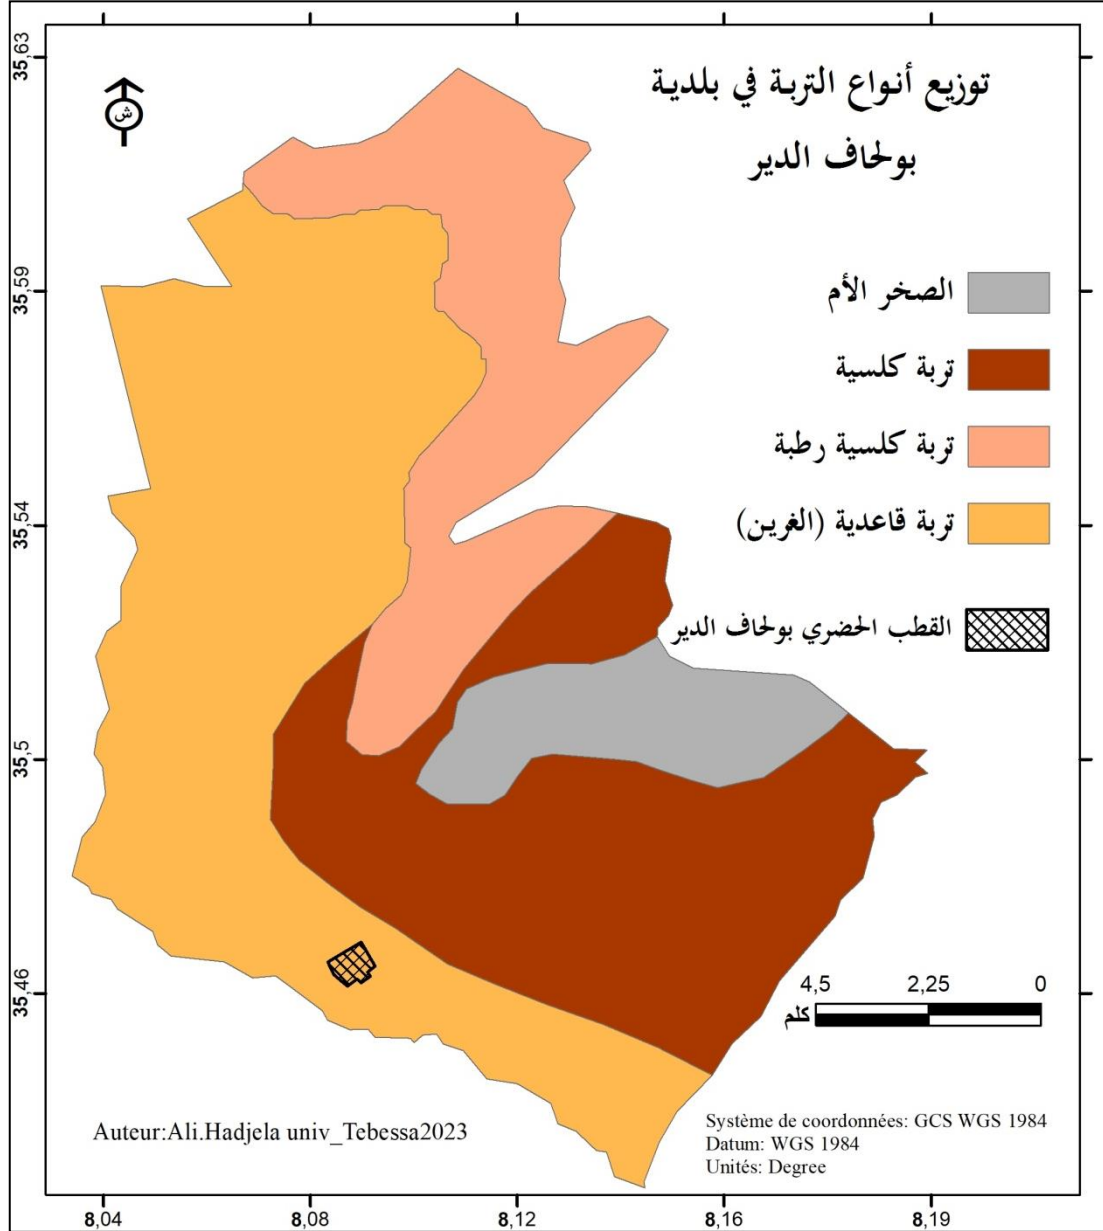 توزيع أنواع التربة في بلدية
بولحاف الدير
ش
الصخر الأم
تربة كلسية
تربة كلسية رطبة
تربة قاعدية (الغرين)
القطب الحضري بولحاف الدير
4,5 2,25 0
كلم
Auteur:Ali.Hadjela univ_Tebessa2023
Système de coordonnées: GCS WGS 1984
Datum: WGS 1984
Unités: Degree
35,63
35,59
35,54
35,5
35,46
8,04 8,08 8,12 8,16 8,19